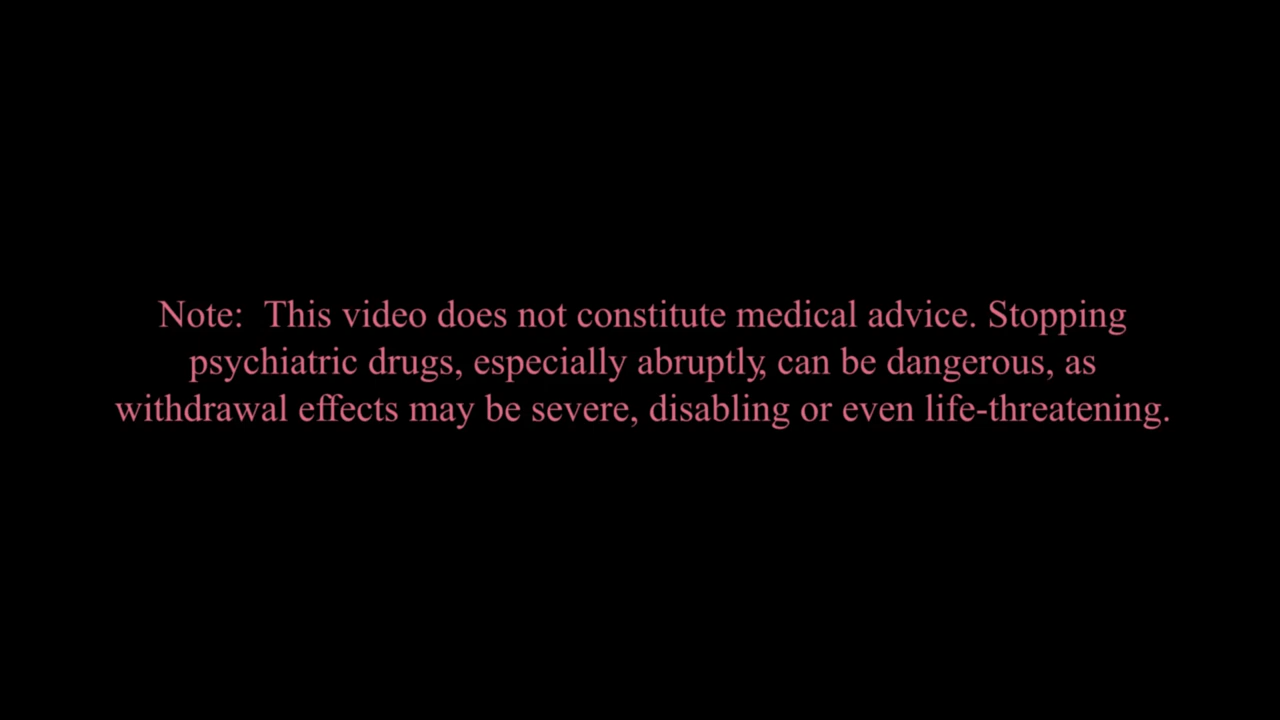 Note:  This video does not constitute medical advice. Stopping
psychiatric drugs, especially abruptly, can be dangerous, as
withdrawal effects may be severe, disabling or even life-threatening.